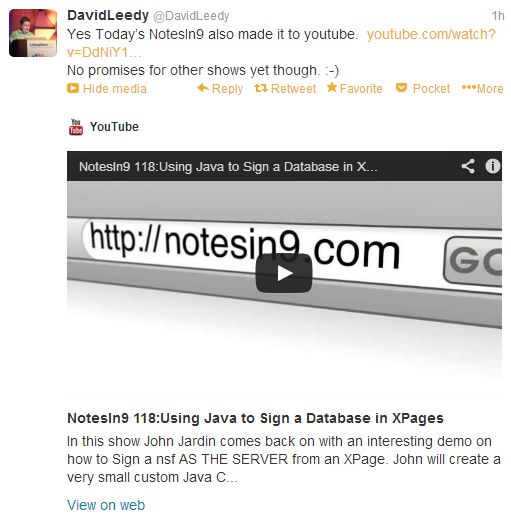 DavidLeedy @DavidLeedy 1h
Yes Today's NotesIn9 also made it to youtube. youtube.com/watch?
v=DdNiY1...
No promises for other shows yet though. :-)
Hide media Reply Retweet Favorite Pocket •••More
You Tube YouTube
NotesIn9 118:Using Java to Sign a Database in X...
http://notesin9.com GO
NotesIn9 118:Using Java to Sign a Database in XPages
In this show John Jardin comes back on with an interesting demo on
how to Sign a nsf AS THE SERVER from an XPage. John will create a
very small custom Java C...
View on web